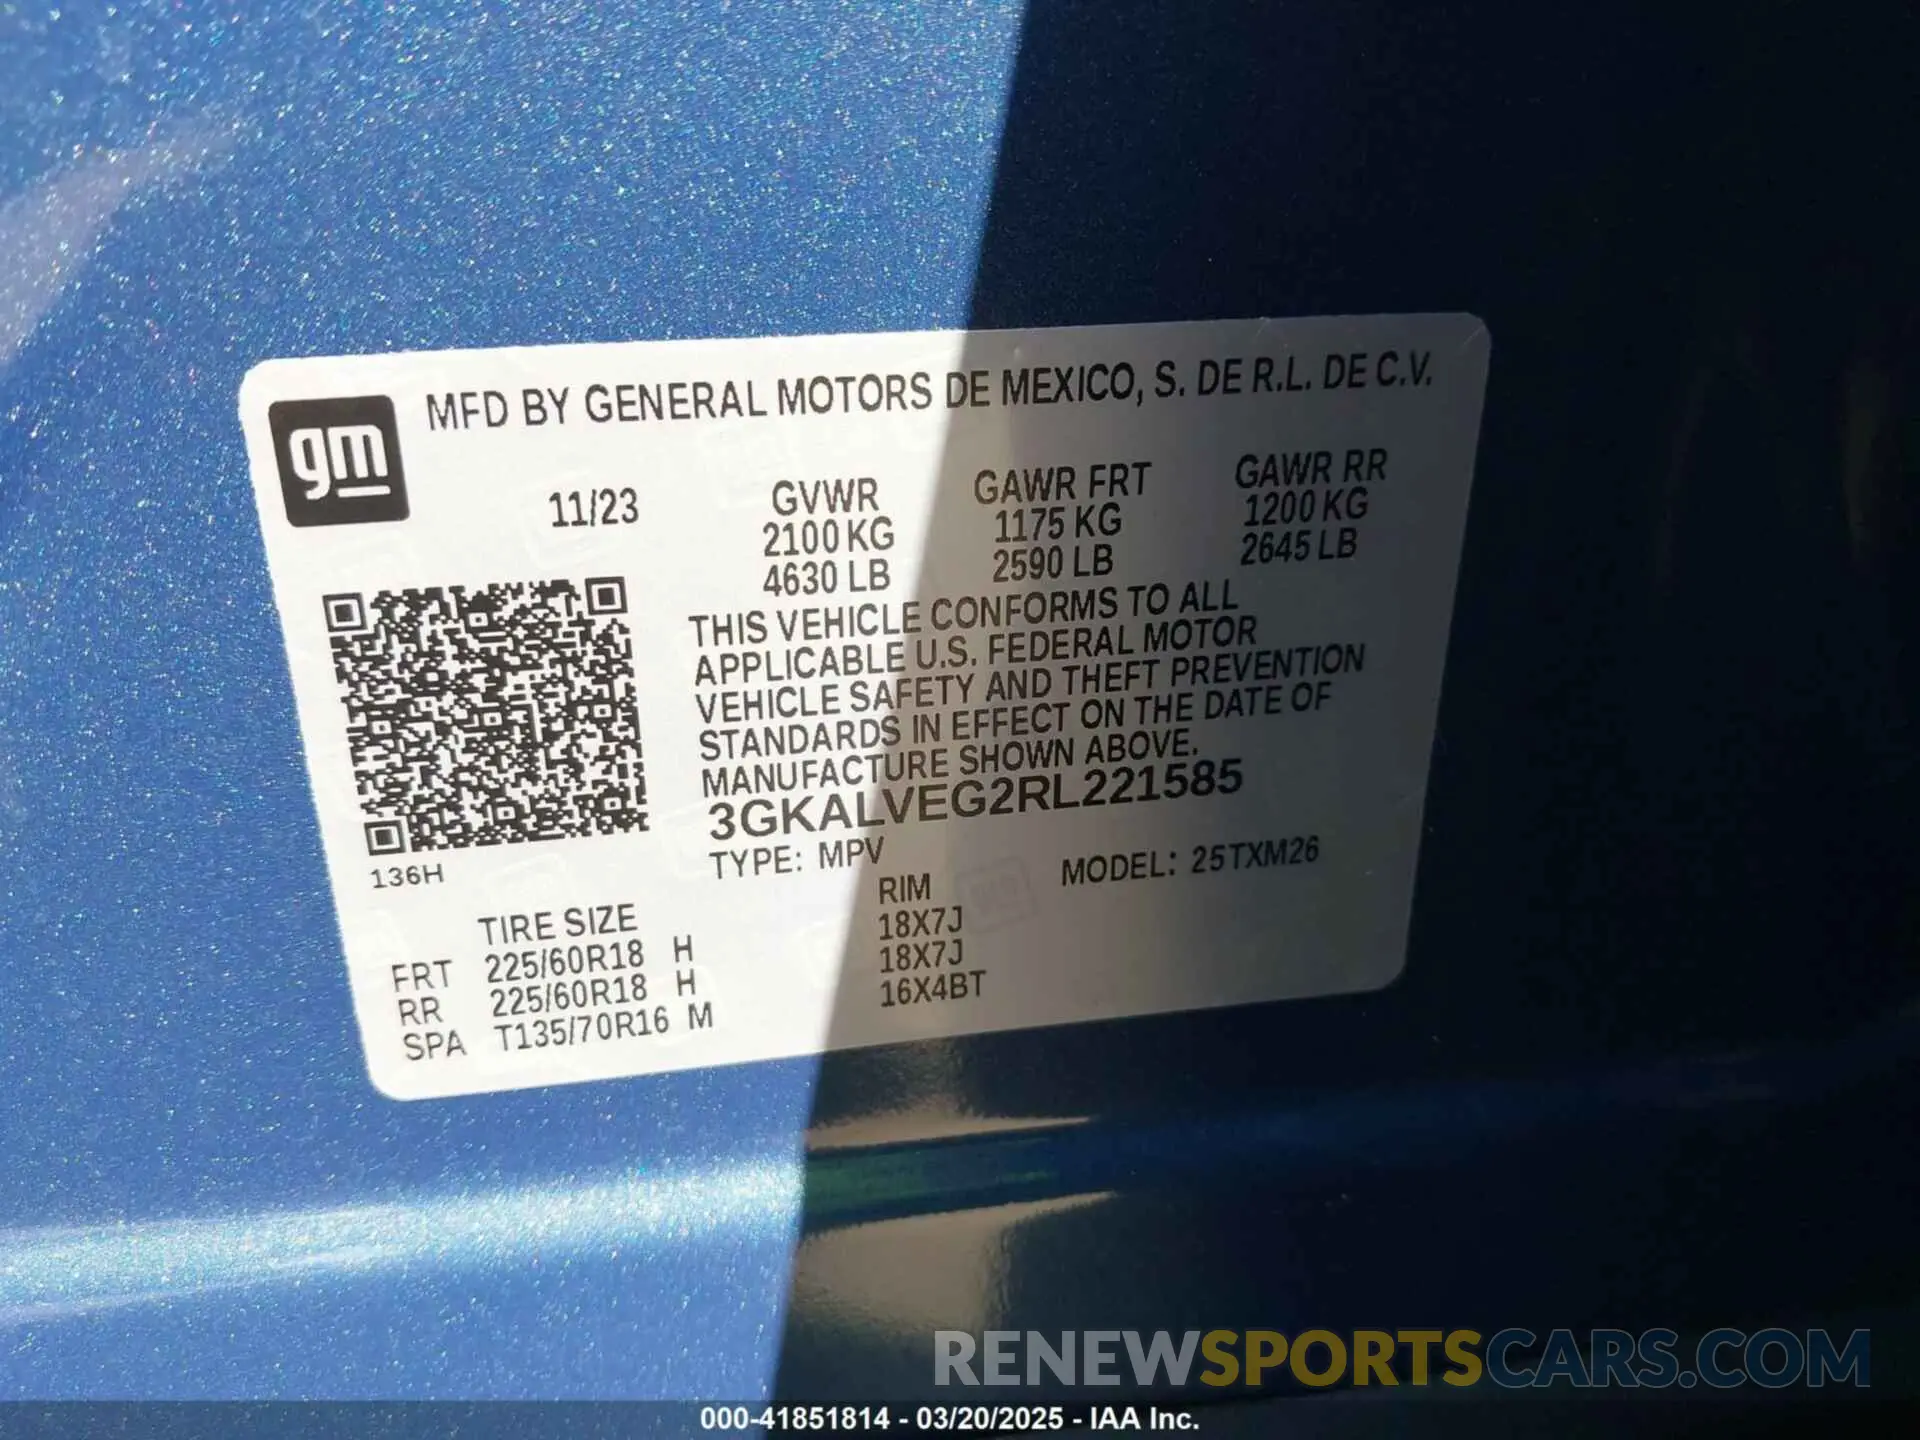 gm
MFD BY GENERAL MOTORS DE MEXICO, S. DE R.L. DE C.V.
11/23
GVWR GAWR FRT GAWR RR
2100 KG 1175 KG 1200 KG
4630 LB 2590 LB 2645 LB
THIS VEHICLE CONFORMS TO ALL
APPLICABLE U.S. FEDERAL MOTOR
VEHICLE SAFETY AND THEFT PREVENTION
STANDARDS IN EFFECT ON THE DATE OF
MANUFACTURE SHOWN ABOVE.
3GKALVEG2RL221585
136H
TYPE: MPV MODEL: 25TXM26
TIRE SIZE RIM
FRT 225/60R18 H 18X7J
RR 225/60R18 H 18X7J
SPA T135/70R16 M 16X4BT
RENEWSPORTSCARS.COM
000-41851814 - 03/20/2025 - IAA Inc.